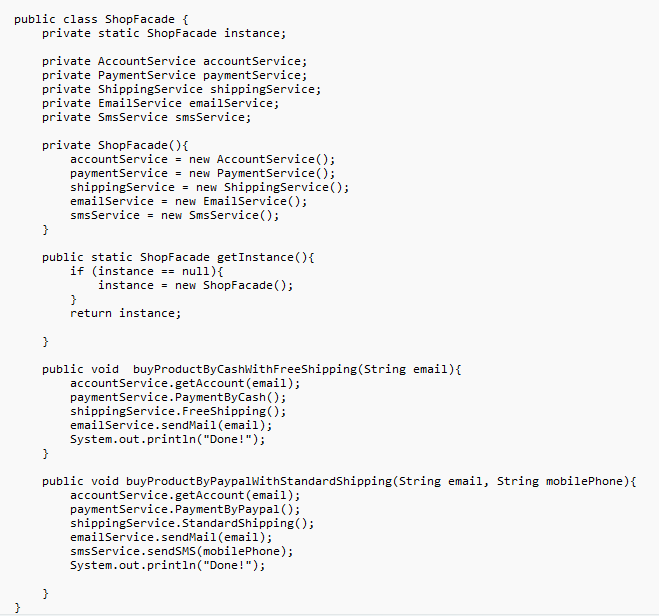 public class ShopFacade {
    private static ShopFacade instance;

    private AccountService accountService;
    private PaymentService paymentService;
    private ShippingService shippingService;
    private EmailService emailService;
    private SmsService smsService;

    private ShopFacade(){
        accountService = new AccountService();
        paymentService = new PaymentService();
        shippingService = new ShippingService();
        emailService = new EmailService();
        smsService = new SmsService();
    }

    public static ShopFacade getInstance(){
        if (instance == null){
            instance = new ShopFacade();
        }
        return instance;

    }

    public void  buyProductByCashWithFreeShipping(String email){
        accountService.getAccount(email);
        paymentService.PaymentByCash();
        shippingService.FreeShipping();
        emailService.sendMail(email);
        System.out.println("Done!");
    }

    public void buyProductByPaypalWithStandardShipping(String email, String mobilePhone){
        accountService.getAccount(email);
        paymentService.PaymentByPaypal();
        shippingService.StandardShipping();
        emailService.sendMail(email);
        smsService.sendSMS(mobilePhone);
        System.out.println("Done!");

    }
}